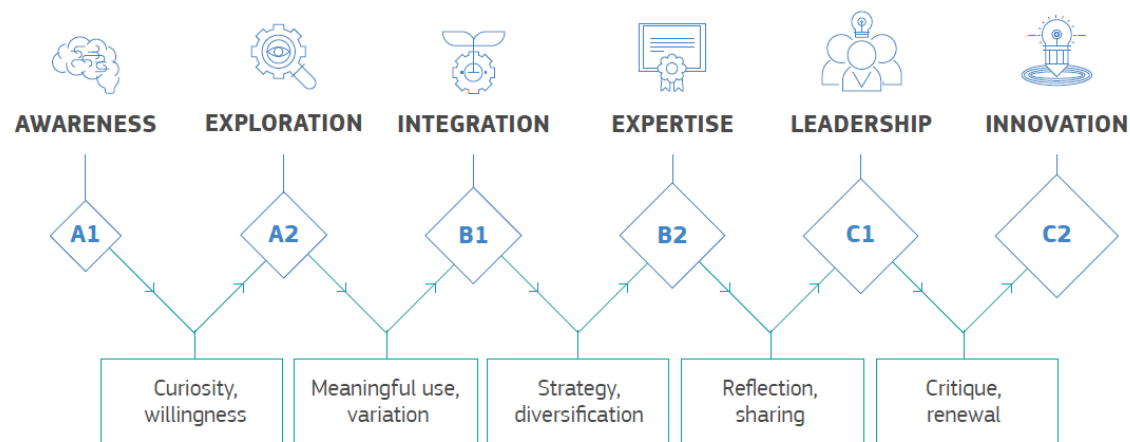 AWARENESS
EXPLORATION
INTEGRATION
EXPERTISE
LEADERSHIP
INNOVATION
A1
A2
B1
B2
C1
C2
Curiosity,
willingness
Meaningful use,
variation
Strategy,
diversification
Reflection,
sharing
Critique,
renewal